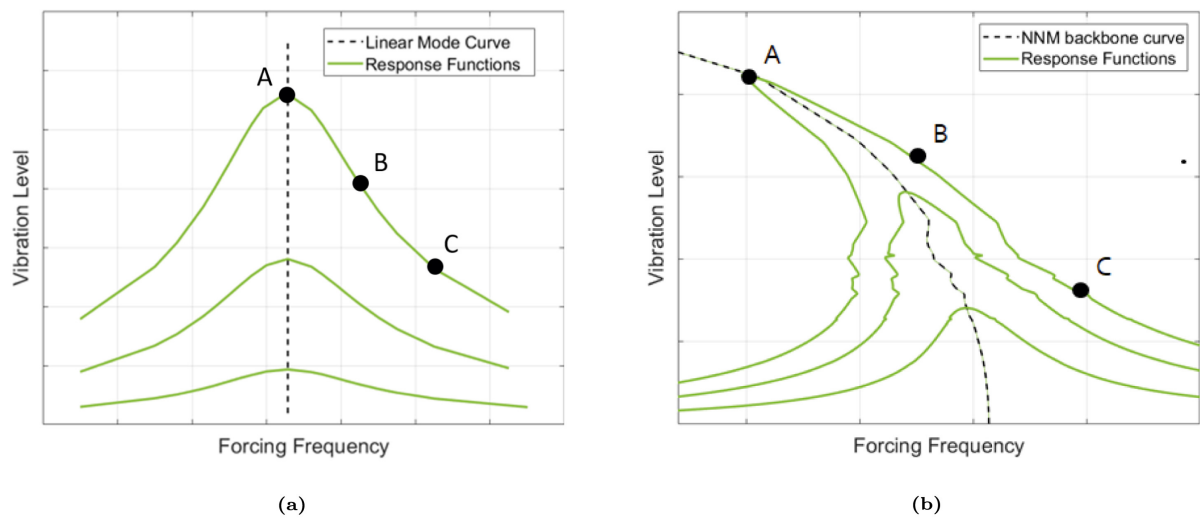 Linear Mode Curve
Response Functions
A
B
C
Vibration Level
Forcing Frequency
(a)
NNM backbone curve
Response Functions
A
B
C
Vibration Level
Forcing Frequency
(b)